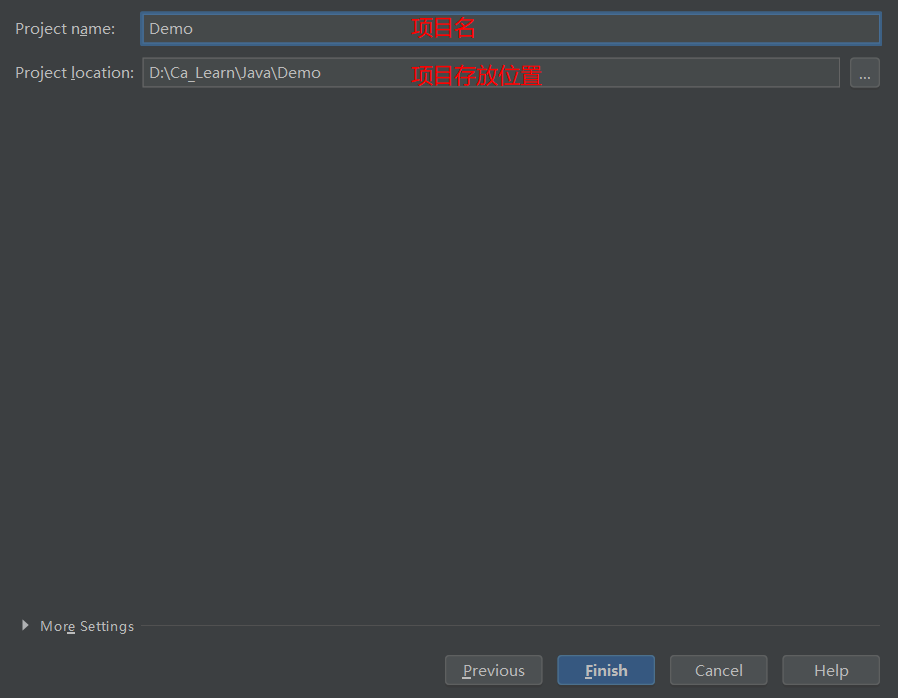 Project name: Demo 项目名
Project location: D:\Ca_Learn\Java\Demo 项目存放位置 ...
More Settings
Previous Finish Cancel Help